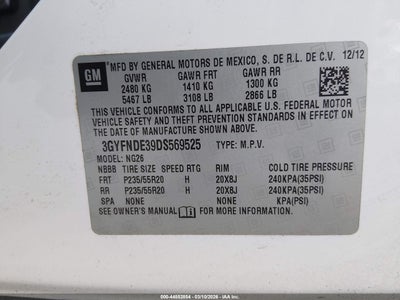 GM
*MFD BY GENERAL MOTORS DE MEXICO, S. DE R.L. DE C.V. 12/12
GVWR GAWR FRT GAWR RR
2480 KG 1410 KG 1300 KG
5467 LB 3108 LB 2866 LB
THIS VEHICLE CONFORMS TO ALL APPLICABLE U.S. FEDERAL MOTOR
VEHICLE SAFETY, BUMPER, AND THEFT PREVENTION STANDARDS IN
EFFECT ON THE DATE OF MANUFACTURE SHOWN ABOVE.
3GYFNDE39DS569525 TYPE: M.P.V.
MODEL: NG26
NBBB TIRE SIZE SPEED RTG RIM COLD TIRE PRESSURE
FRT P235/55R20 H 20X8J 240KPA(35PSI)
RR P235/55R20 H 20X8J 240KPA(35PSI)
SPA NONE NONE KPA(PSI)
SEE OWNER'S MANUAL FOR ADDITIONAL INFORMATION.
000-44652854 - 03/10/2026 - IAA Inc.